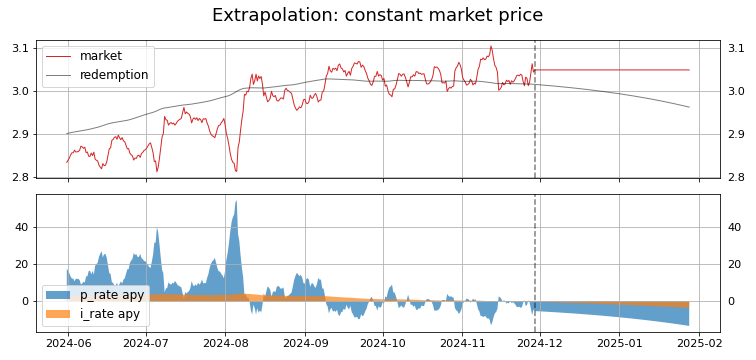 Extrapolation: constant market price
3.1
3.0
2.9
2.8
market
redemption
3.1
3.0
2.9
2.8
40
20
0
p_rate apy
i_rate apy
40
20
0
2024-06 2024-07 2024-08 2024-09 2024-10 2024-11 2024-12 2025-01 2025-02